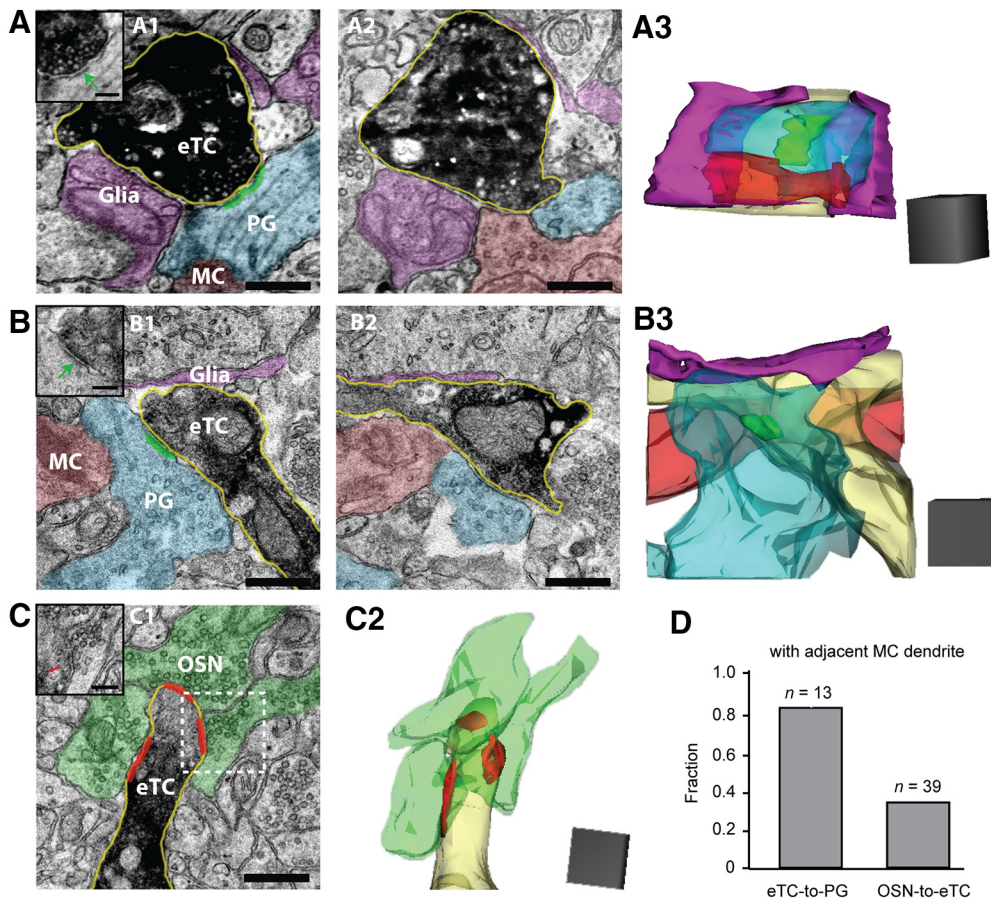 A
A1
eTC
Glia
PG
MC
A2
A3
B
B1
Glia
eTC
MC
PG
B2
B3
C
C1
OSN
eTC
C2
D
with adjacent MC dendrite
1.0
0.8
0.6
0.4
0.2
0
Fraction
n = 13
n = 39
eTC-to-PG
OSN-to-eTC